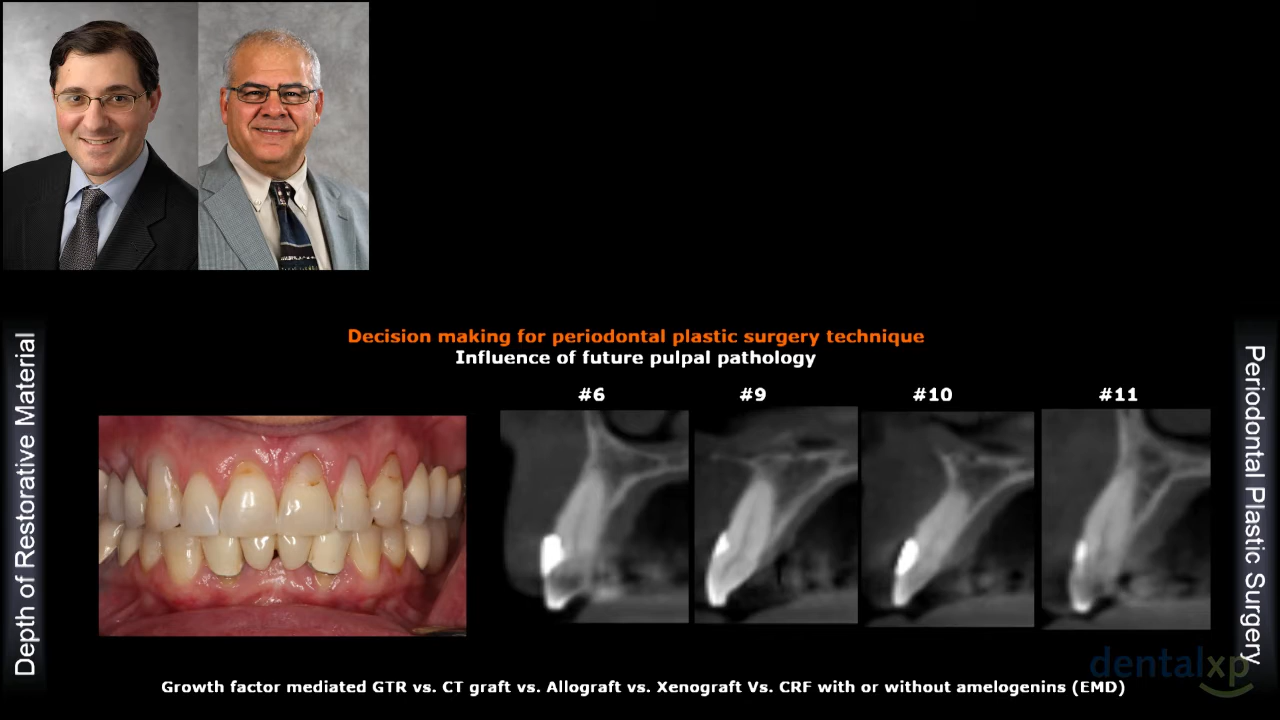 Decision making for periodontal plastic surgery technique
Influence of future pulpal pathology
#6 #9 #10 #11
Depth of Restorative Material
Periodontal Plastic Surgery
dentalxp
Growth factor mediated GTR vs. CT graft vs. Allograft vs. Xenograft Vs. CRF with or without amelogenins (EMD)